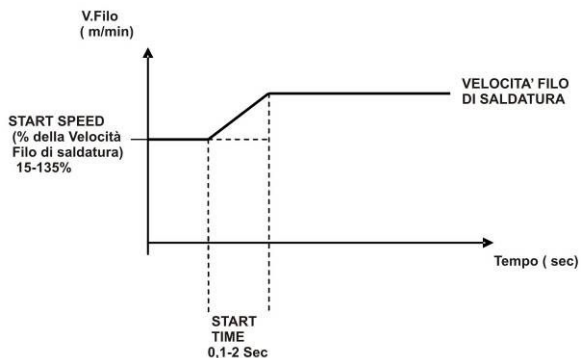 V.Filo
( m/min)
VELOCITA' FILO
DI SALDATURA
START SPEED
(% della Velocità
Filo di saldatura)
15-135%
Tempo ( sec)
START
TIME
0,1-2 Sec